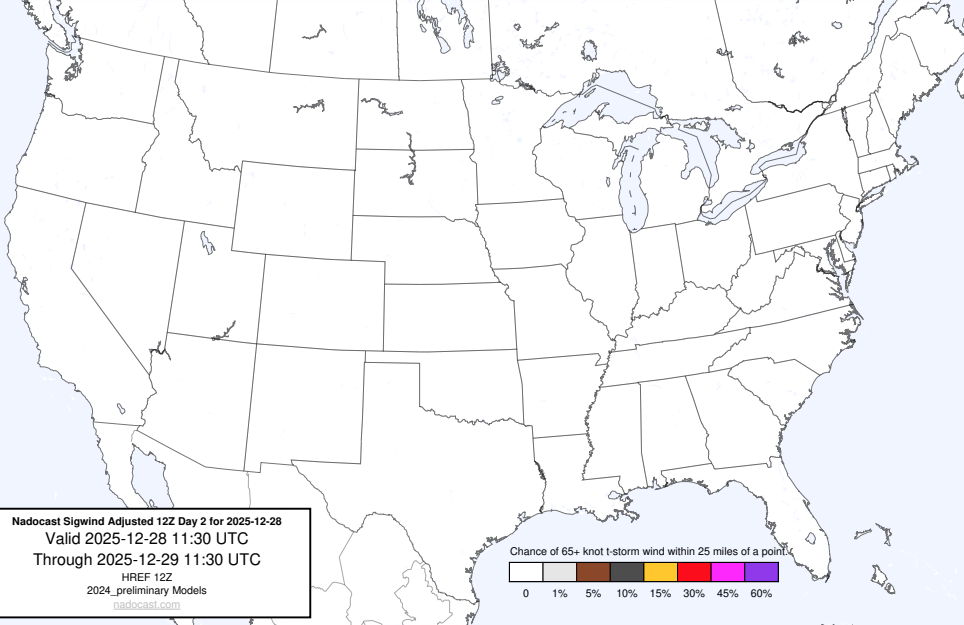 Nadocast Sigwind Adjusted 12Z Day 2 for 2025-12-28
Valid 2025-12-28 11:30 UTC
Through 2025-12-29 11:30 UTC
HREF 12Z
2024_preliminary Models
nadocast.com
Chance of 65+ knot t-storm wind within 25 miles of a point.
0 1% 5% 10% 15% 30% 45% 60%